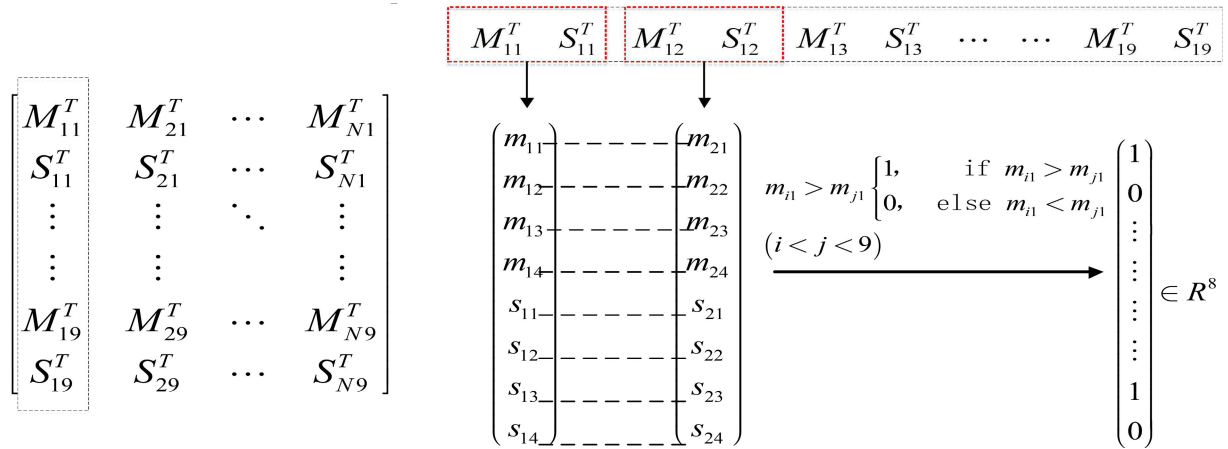 M_{11}^T S_{11}^T M_{12}^T S_{12}^T M_{13}^T S_{13}^T ⋯ ⋯ M_{19}^T S_{19}^T
M_{11}^T M_{21}^T ⋯ M_{N1}^T
S_{11}^T S_{21}^T ⋯ S_{N1}^T
⋮ ⋮ ⋱ ⋮
⋮ ⋮ ⋮
M_{19}^T M_{29}^T ⋯ M_{N9}^T
S_{19}^T S_{29}^T ⋯ S_{N9}^T
m_{11} m_{21}
m_{12} m_{22}
m_{13} m_{23}
m_{14} m_{24}
s_{11} s_{21}
s_{12} s_{22}
s_{13} s_{23}
s_{14} s_{24}
m_{i1} > m_{j1} { 1, if m_{i1} > m_{j1}
0, else m_{i1} < m_{j1}
(i < j < 9)
1
0
⋮
⋮
⋮
⋮
1
0
∈ R^8